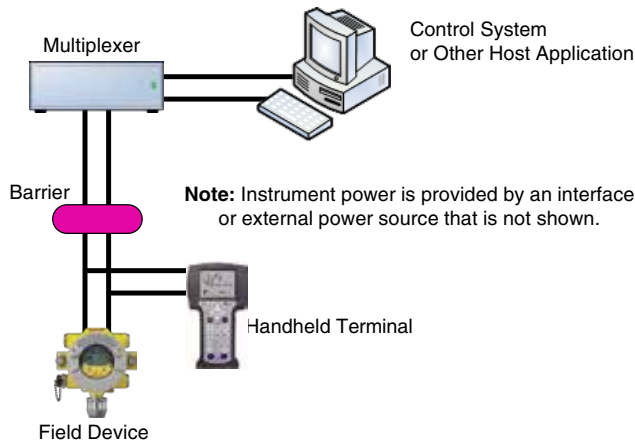 Multiplexer
Control System
or Other Host Application
Barrier
Note: Instrument power is provided by an interface
or external power source that is not shown.
Handheld Terminal
Field Device